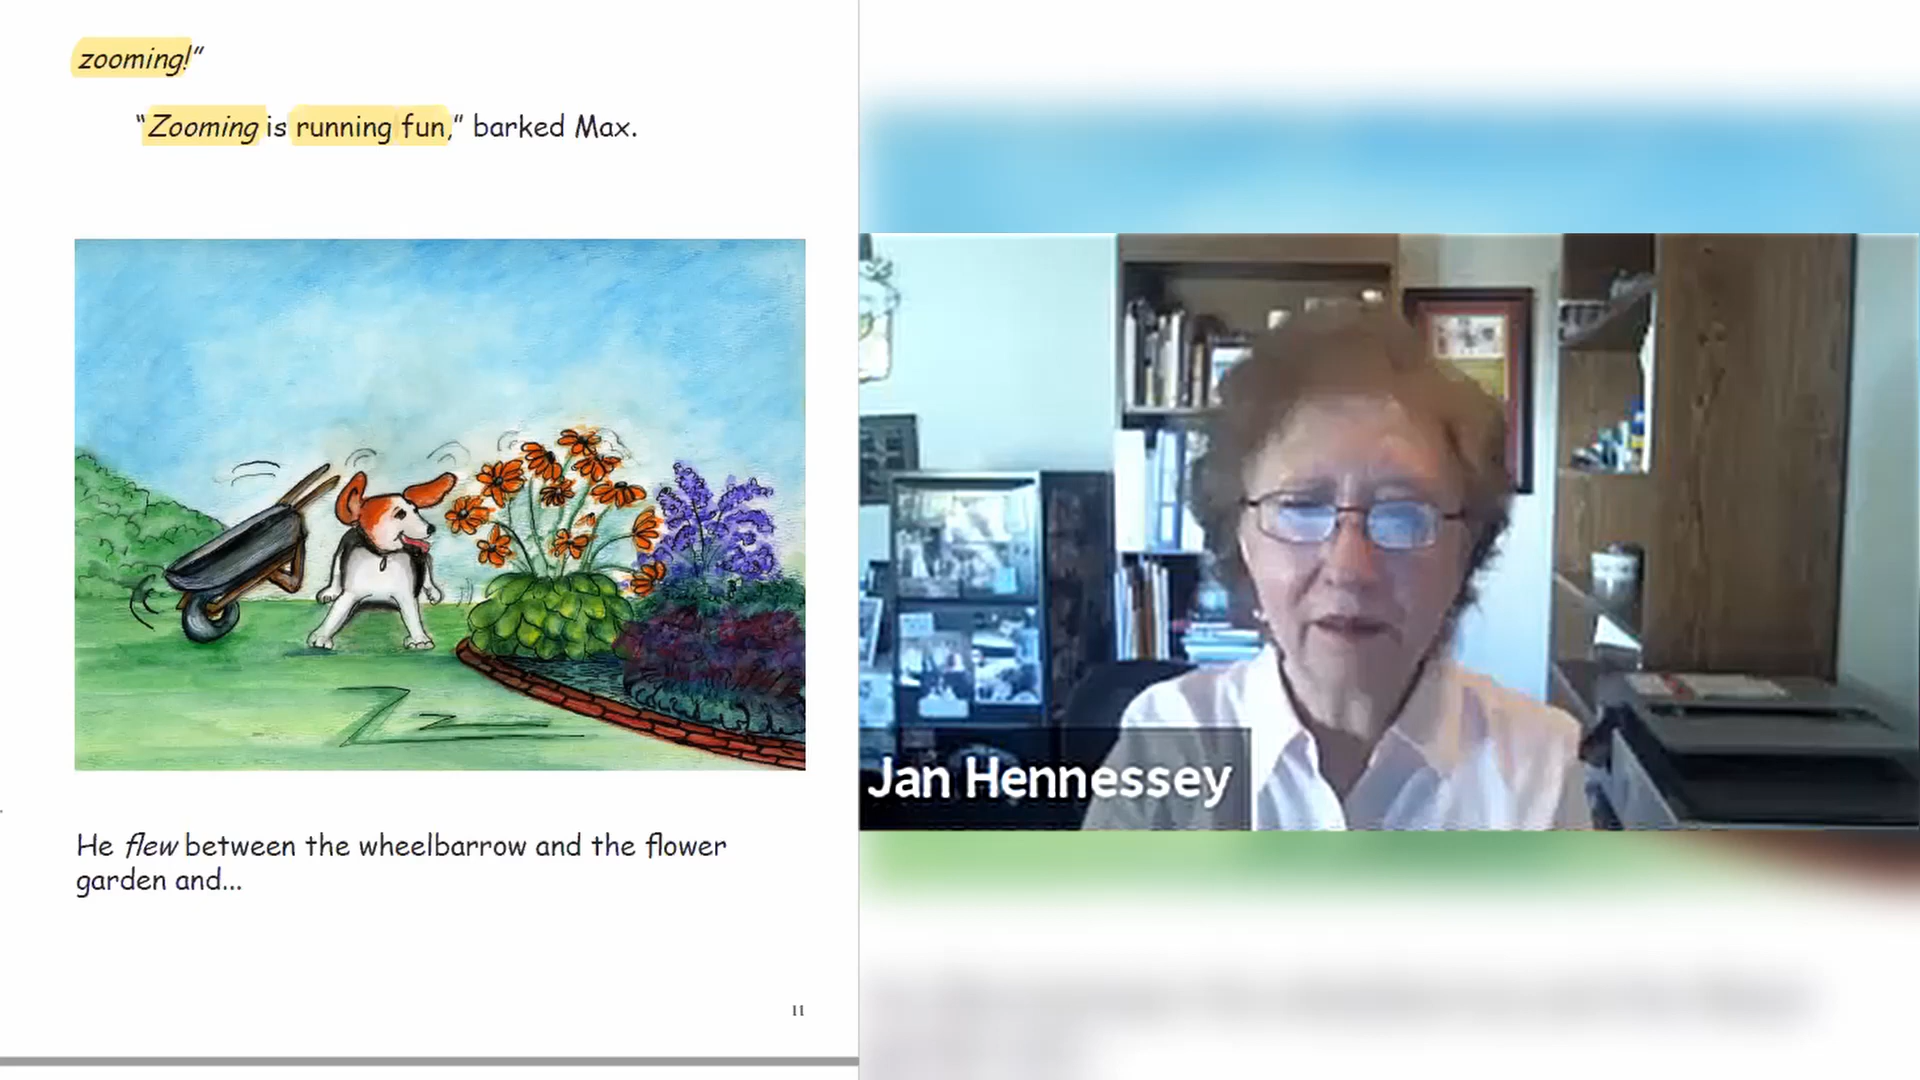 zooming!”
“Zooming is running fun,” barked Max.
He flew between the wheelbarrow and the flower
garden and...
11
Jan Hennessey